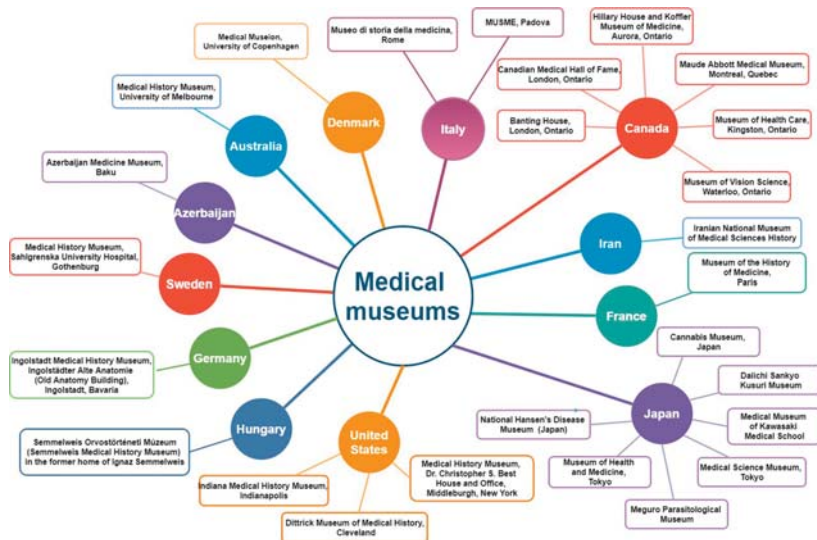 Medical
museums
Denmark
Medical Museion,
University of Copenhagen
Italy
Museo di storia della medicina,
Rome
MUSME, Padova
Canada
Hillary House and Koffler
Museum of Medicine,
Aurora, Ontario
Canadian Medical Hall of Fame,
London, Ontario
Maude Abbott Medical Museum,
Montreal, Quebec
Banting House,
London, Ontario
Museum of Health Care,
Kingston, Ontario
Museum of Vision Science,
Waterloo, Ontario
Iran
Iranian National Museum
of Medical Sciences History
France
Museum of the History
of Medicine,
Paris
Japan
Cannabis Museum,
Japan
Daiichi Sankyo
Kusuri Museum
Medical Museum
of Kawasaki
Medical School
Medical Science Museum,
Tokyo
Meguro Parasitological
Museum
Museum of Health
and Medicine,
Tokyo
National Hansen's Disease
Museum (Japan)
United
States
Medical History Museum,
Dr. Christopher S. Best
House and Office,
Middleburgh, New York
Dittrick Museum of Medical History,
Cleveland
Indiana Medical History Museum,
Indianapolis
Hungary
Semmelweis Orvostörténeti Múzeum
(Semmelweis Medical History Museum)
in the former home of Ignaz Semmelweis
Germany
Ingolstadt Medical History Museum,
Ingolstädter Alte Anatomie
(Old Anatomy Building),
Ingolstadt, Bavaria
Sweden
Medical History Museum,
Sahlgrenska University Hospital,
Gothenburg
Azerbaijan
Azerbaijan Medicine Museum,
Baku
Australia
Medical History Museum,
University of Melbourne